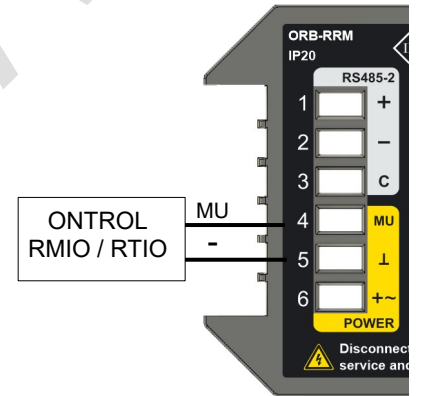 ORB-RRM
IP20
RS485-2
1 +
2 -
3 C
4 MU
5 ⊥
6 +~
POWER
ONTROL
RMIO / RTIO
MU
-
Disconnect
service and